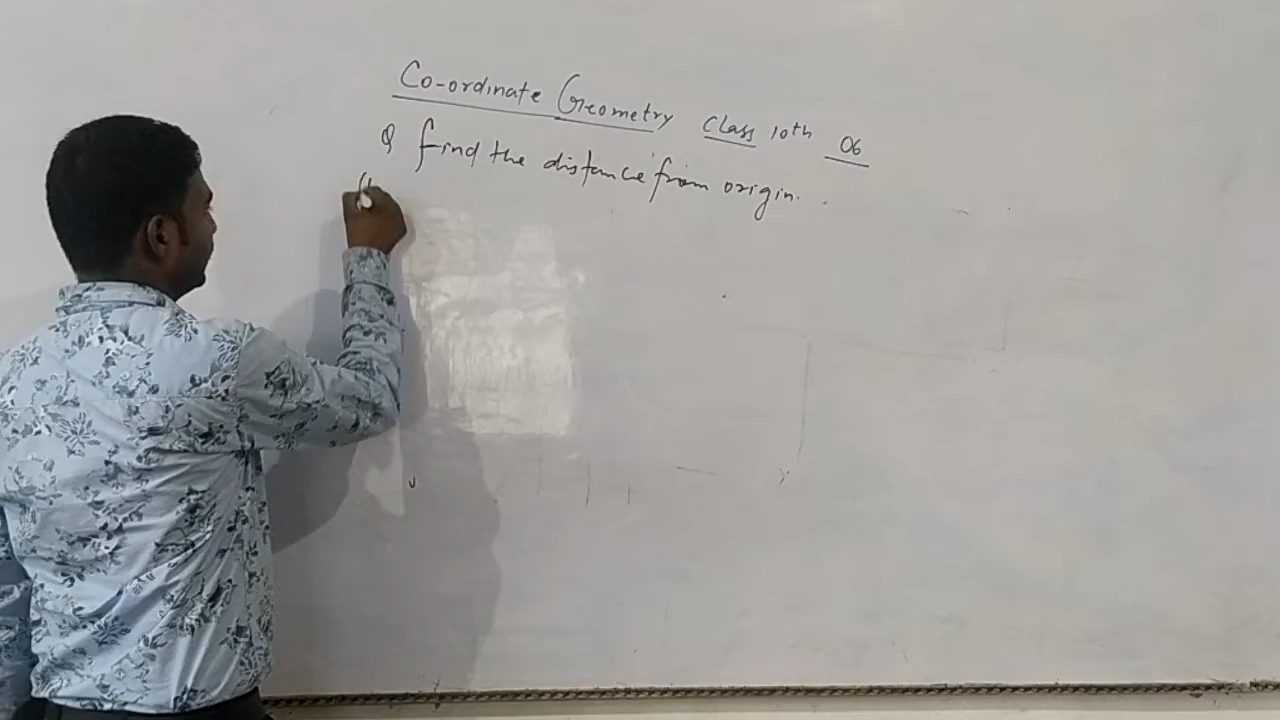 Co-ordinate Geometry Class 10th 06
Q Find the distance from origin.
(